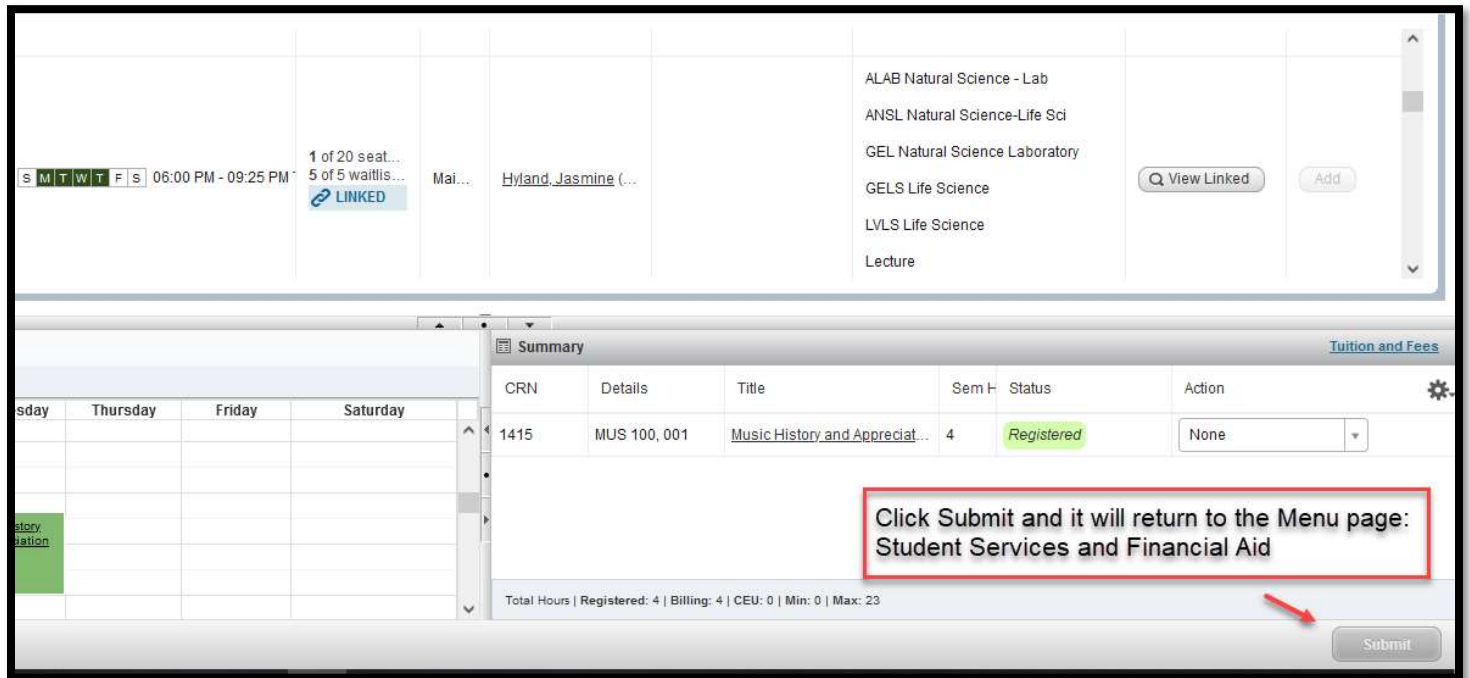 ALAB Natural Science - Lab
ANSL Natural Science-Life Sci
GEL Natural Science Laboratory
GELS Life Science
LVLS Life Science
Lecture
S M T W T F S 06:00 PM - 09:25 PM
1 of 20 seat...
5 of 5 waitlis...
LINKED
Mai...
Hyland, Jasmine (...
View Linked
Add
Summary
Tuition and Fees
CRN Details Title Sem H Status Action
1415 MUS 100, 001 Music History and Appreciat... 4 Registered None
sday Thursday Friday Saturday
story
iation
Click Submit and it will return to the Menu page:
Student Services and Financial Aid
Total Hours | Registered: 4 | Billing: 4 | CEU: 0 | Min: 0 | Max: 23
Submit